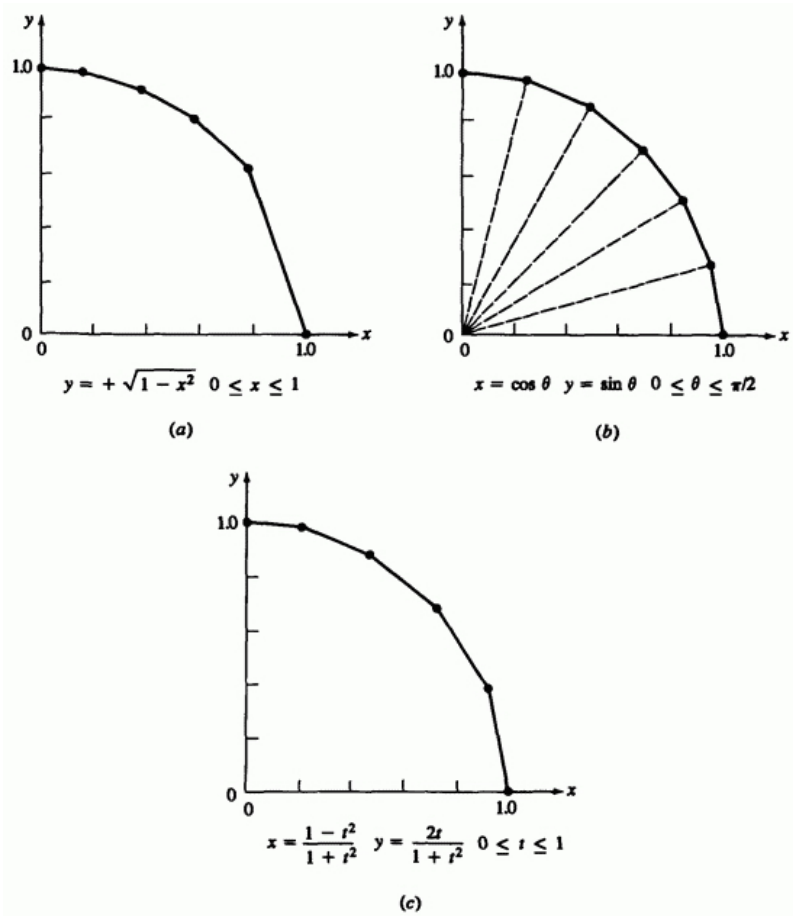 y
1.0
0
0
1.0
x
y = + √1 − x² 0 ≤ x ≤ 1
(a)
y
1.0
0
0
1.0
x
x = cos θ y = sin θ 0 ≤ θ ≤ π/2
(b)
y
1.0
0
0
1.0
x
x = (1 − t²)/(1 + t²) y = 2t/(1 + t²) 0 ≤ t ≤ 1
(c)